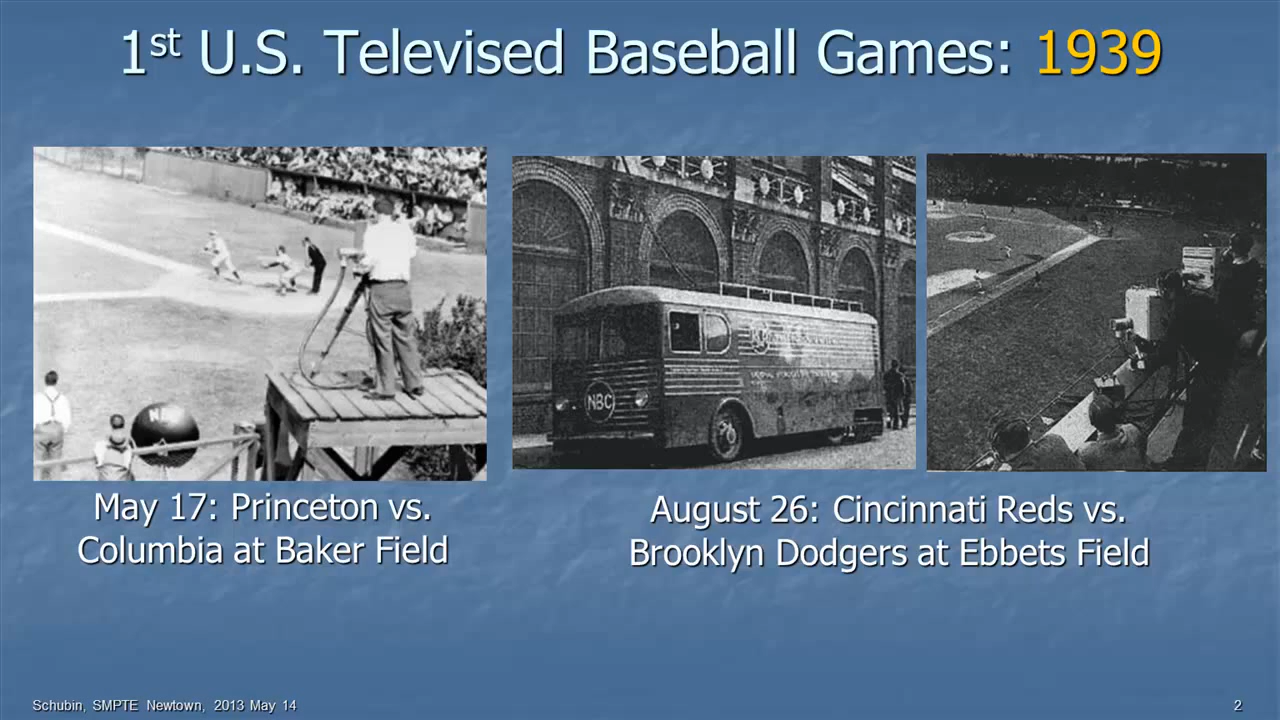 1st U.S. Televised Baseball Games: 1939
NBC
May 17: Princeton vs.
Columbia at Baker Field
August 26: Cincinnati Reds vs.
Brooklyn Dodgers at Ebbets Field
Schubin, SMPTE Newtown, 2013 May 14
2